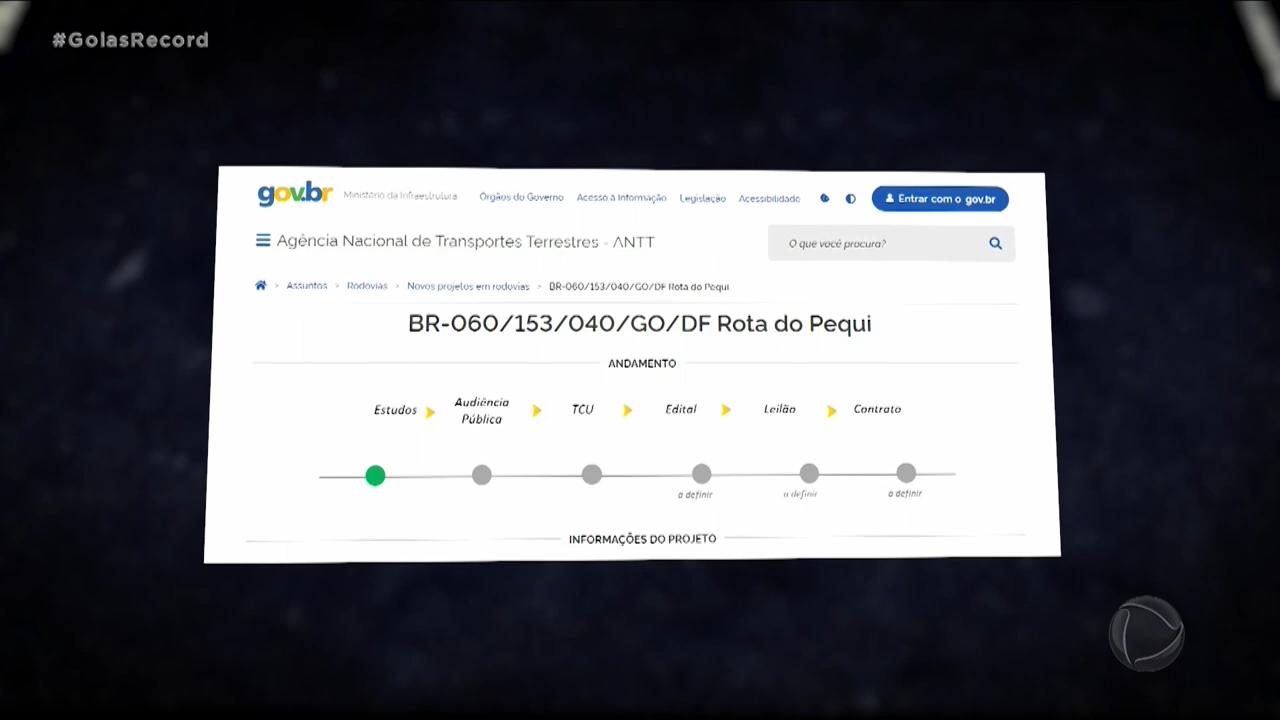 #GoiasRecord
gov.br Ministério da Infraestrutura Órgãos do Governo Acesso à Informação Legislação Acessibilidade Entrar com o gov.br
Agência Nacional de Transportes Terrestres - ANTT O que você procura?
> Assuntos > Rodovias > Novos projetos em rodovias > BR-060/153/040/GO/DF Rota do Pequi
BR-060/153/040/GO/DF Rota do Pequi
ANDAMENTO
Estudos Audiência Pública TCU Edital Leilão Contrato
a definir a definir a definir
INFORMAÇÕES DO PROJETO